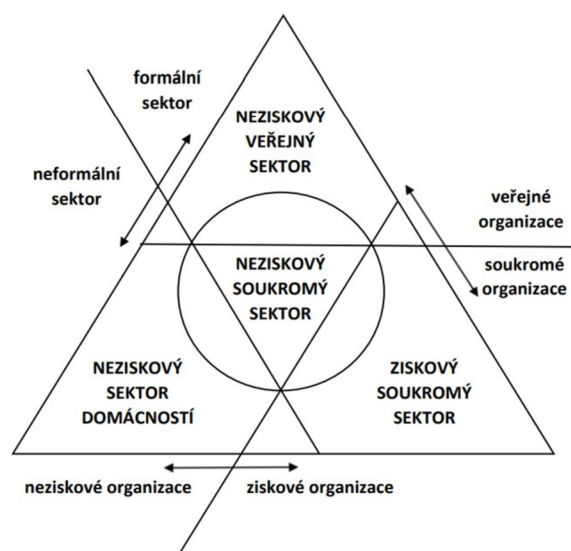 formální
sektor
NEZISKOVÝ
VEŘEJNÝ
SEKTOR
neformální
sektor
veřejné
organizace
NEZISKOVÝ
SOUKROMÝ
SEKTOR
soukromé
organizace
NEZISKOVÝ
SEKTOR
DOMÁCNOSTÍ
ZISKOVÝ
SOUKROMÝ
SEKTOR
neziskové organizace
ziskové organizace